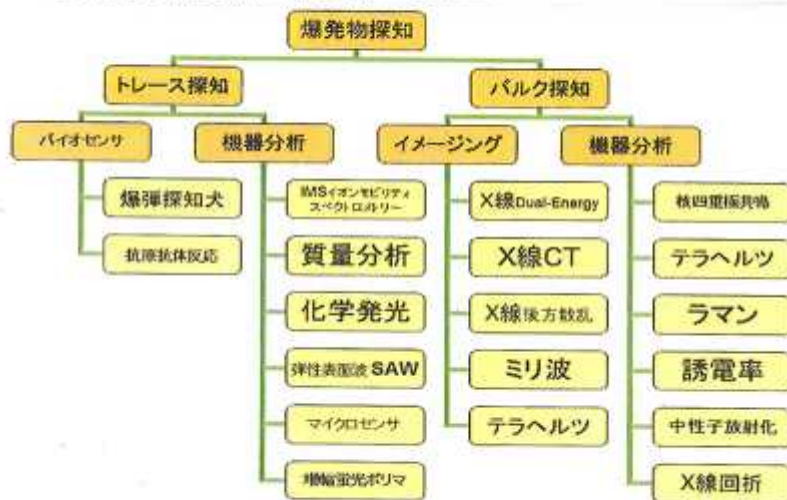 爆発物探知
トレース探知
バルク探知
バイオセンサ
機器分析
イメージング
機器分析
爆弾探知犬
抗原抗体反応
IMSイオンモビリティ
スペクトロメトリー
質量分析
化学発光
弾性表面波 SAW
マイクロセンサ
増幅蛍光ポリマ
X線Dual-Energy
X線CT
X線後方散乱
ミリ波
テラヘルツ
核四重極共鳴
テラヘルツ
ラマン
誘電率
中性子放射化
X線回折